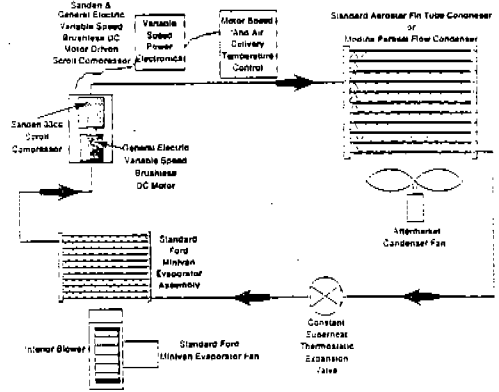 Sanden &
General Electric
Variable Speed
Brushless DC
Motor Driven
Scroll Compressor
Variable
Speed
Power
Electronics
Motor Speed
And Air
Delivery
Temperature
Control
Standard Aerostar Fin Tube Condneser
or
Modine Parallel Flow Condenser
Sanden 33cc
Scroll
Compressor
General Electric
Variable Speed
Brushless
DC Motor
Aftermarket
Candenser Fan
Standard
Ford
Minivan
Evaporator
Assembly
Constant
Superheat
Thermostatic
Expansion
Valve
Interior Blower
Standard Ford
Minivan Evaporator Fan